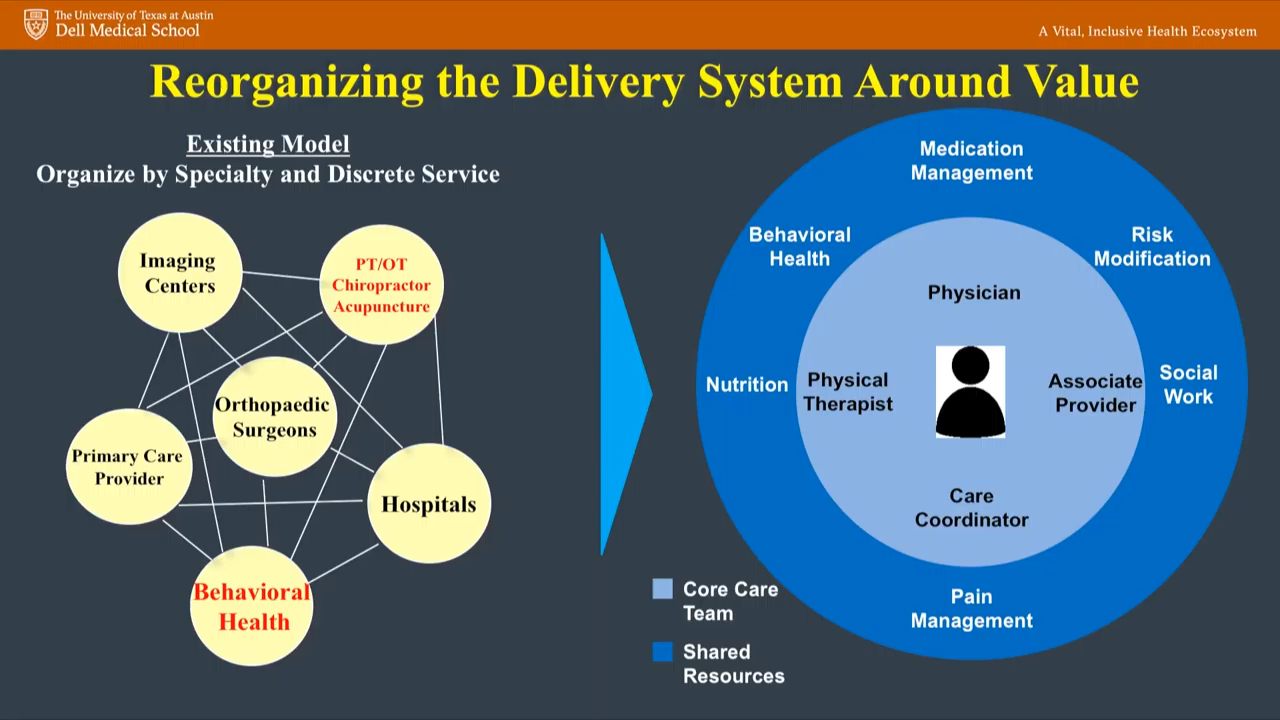 The University of Texas at Austin
Dell Medical School
A Vital, Inclusive Health Ecosystem
Reorganizing the Delivery System Around Value
Existing Model
Organize by Specialty and Discrete Service
Imaging
Centers
PT/OT
Chiropractor
Acupuncture
Orthopaedic
Surgeons
Primary Care
Provider
Hospitals
Behavioral
Health
Medication
Management
Behavioral
Health
Risk
Modification
Physician
Nutrition
Physical
Therapist
Associate
Provider
Social
Work
Care
Coordinator
Pain
Management
Core Care
Team
Shared
Resources